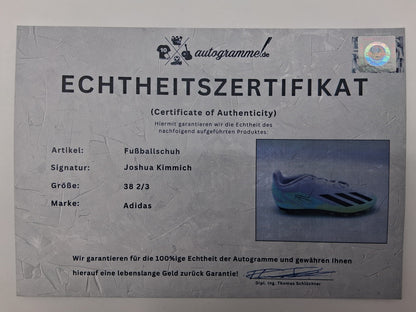 autogramme.de
ECHTHEITSZERTIFIKAT
(Certificate of Authenticity)
Hiermit garantieren wir die Echtheit des
nachfolgend aufgeführten Produktes:
Artikel: Fußballschuh
Signatur: Joshua Kimmich
Größe: 38 2/3
Marke: Adidas
Wir garantieren für die 100%ige Echtheit der Autogramme und gewähren Ihnen
hierauf eine lebenslange Geld zurück Garantie!
Dipl. Ing. Thomas Schlüchter